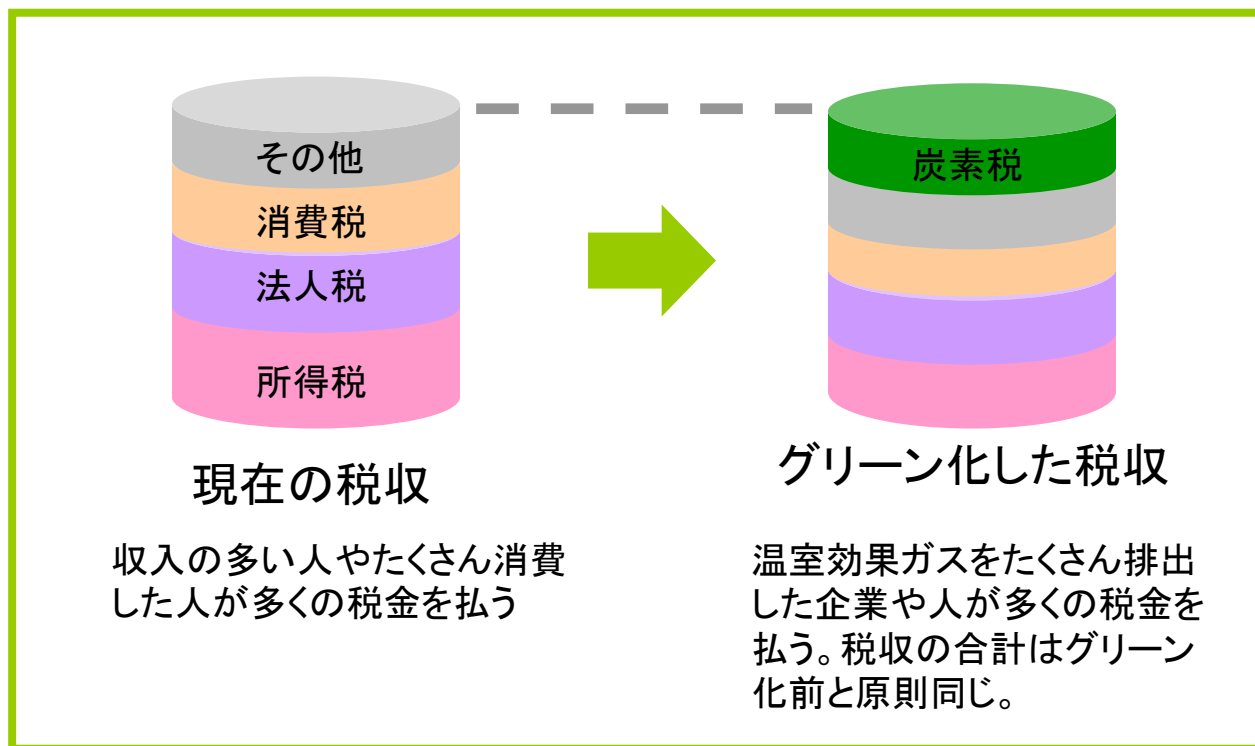 その他
消費税
法人税
所得税
現在の税収
収入の多い人やたくさん消費
した人が多くの税金を払う
炭素税
グリーン化した税収
温室効果ガスをたくさん排出
した企業や人が多くの税金を
払う。税収の合計はグリーン
化前と原則同じ。